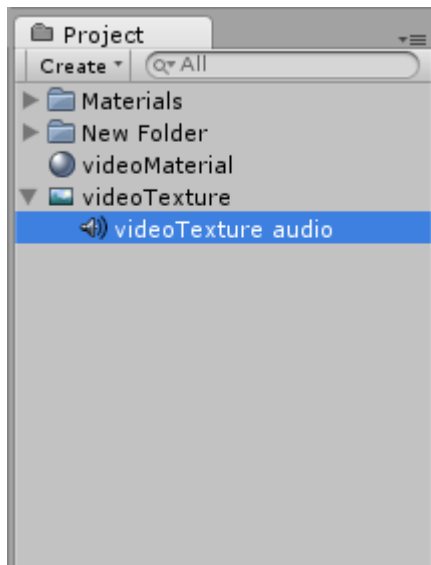 Project
Create All
Materials
New Folder
videoMaterial
videoTexture
videoTexture audio